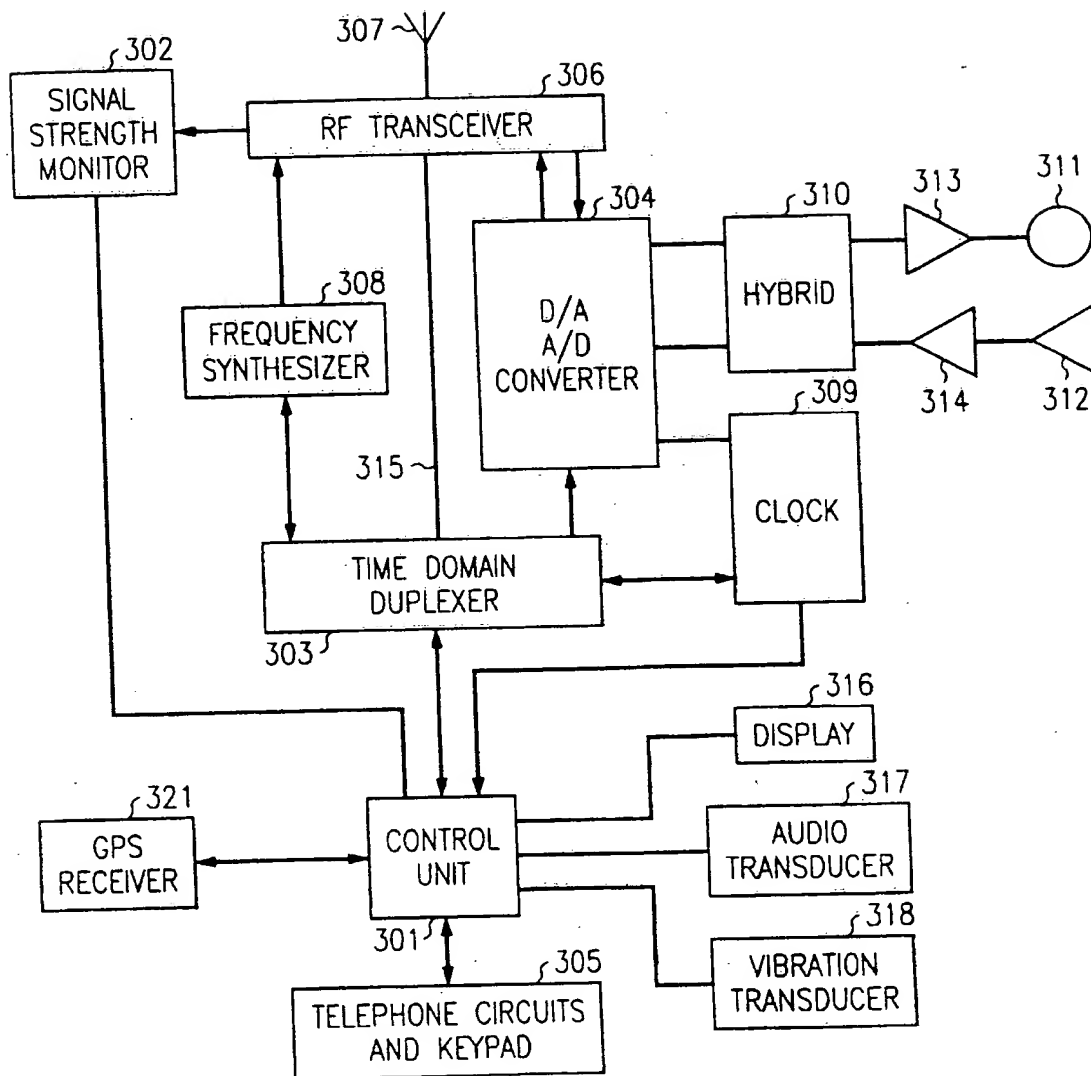 307
302
306
SIGNAL
STRENGTH
MONITOR
RF TRANSCEIVER
304
310
313
311
308
FREQUENCY
SYNTHESIZER
D/A
A/D
CONVERTER
HYBRID
314
312
309
315
CLOCK
TIME DOMAIN
DUPLEXER
303
316
DISPLAY
321
GPS
RECEIVER
CONTROL
UNIT
317
AUDIO
TRANSDUCER
301
318
VIBRATION
TRANSDUCER
305
TELEPHONE CIRCUITS
AND KEYPAD